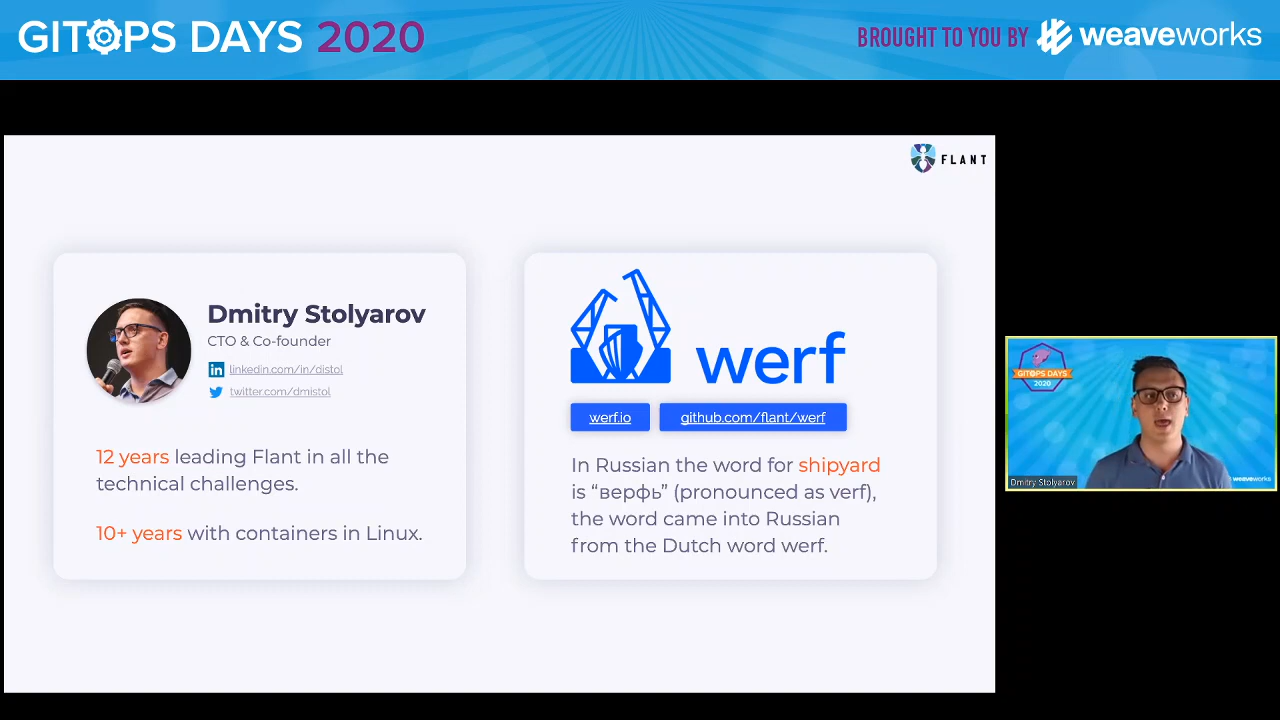 GITOPS DAYS 2020
BROUGHT TO YOU BY weaveworks
FLANT
Dmitry Stolyarov
CTO & Co-founder
linkedin.com/in/distol
twitter.com/dmistol
12 years leading Flant in all the
technical challenges.
10+ years with containers in Linux.
werf
werf.io
github.com/flant/werf
In Russian the word for shipyard
is “верфь” (pronounced as verf),
the word came into Russian
from the Dutch word werf.
GITOPS DAYS
2020
Dmitry Stolyarov
weaveworks